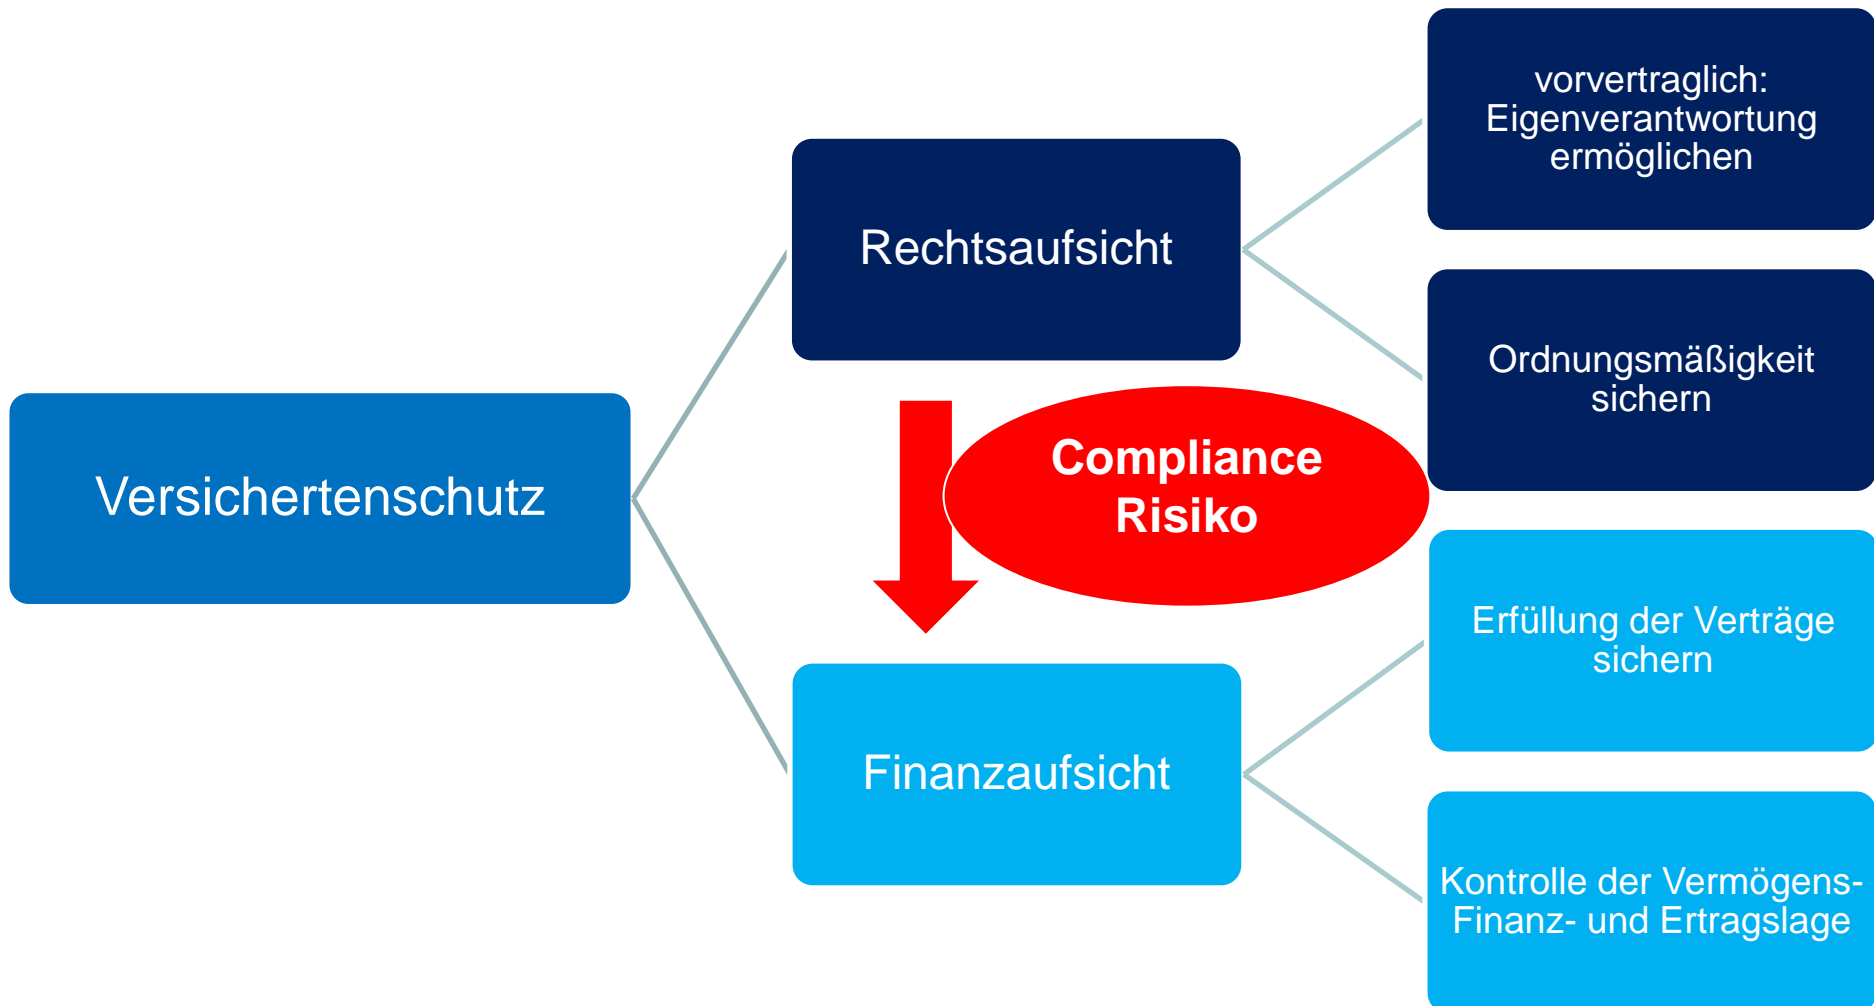 Versichertenschutz
Rechtsaufsicht
vorvertraglich:
Eigenverantwortung
ermöglichen
Ordnungsmäßigkeit
sichern
Compliance
Risiko
Finanzaufsicht
Erfüllung der Verträge
sichern
Kontrolle der Vermögens-
Finanz- und Ertragslage